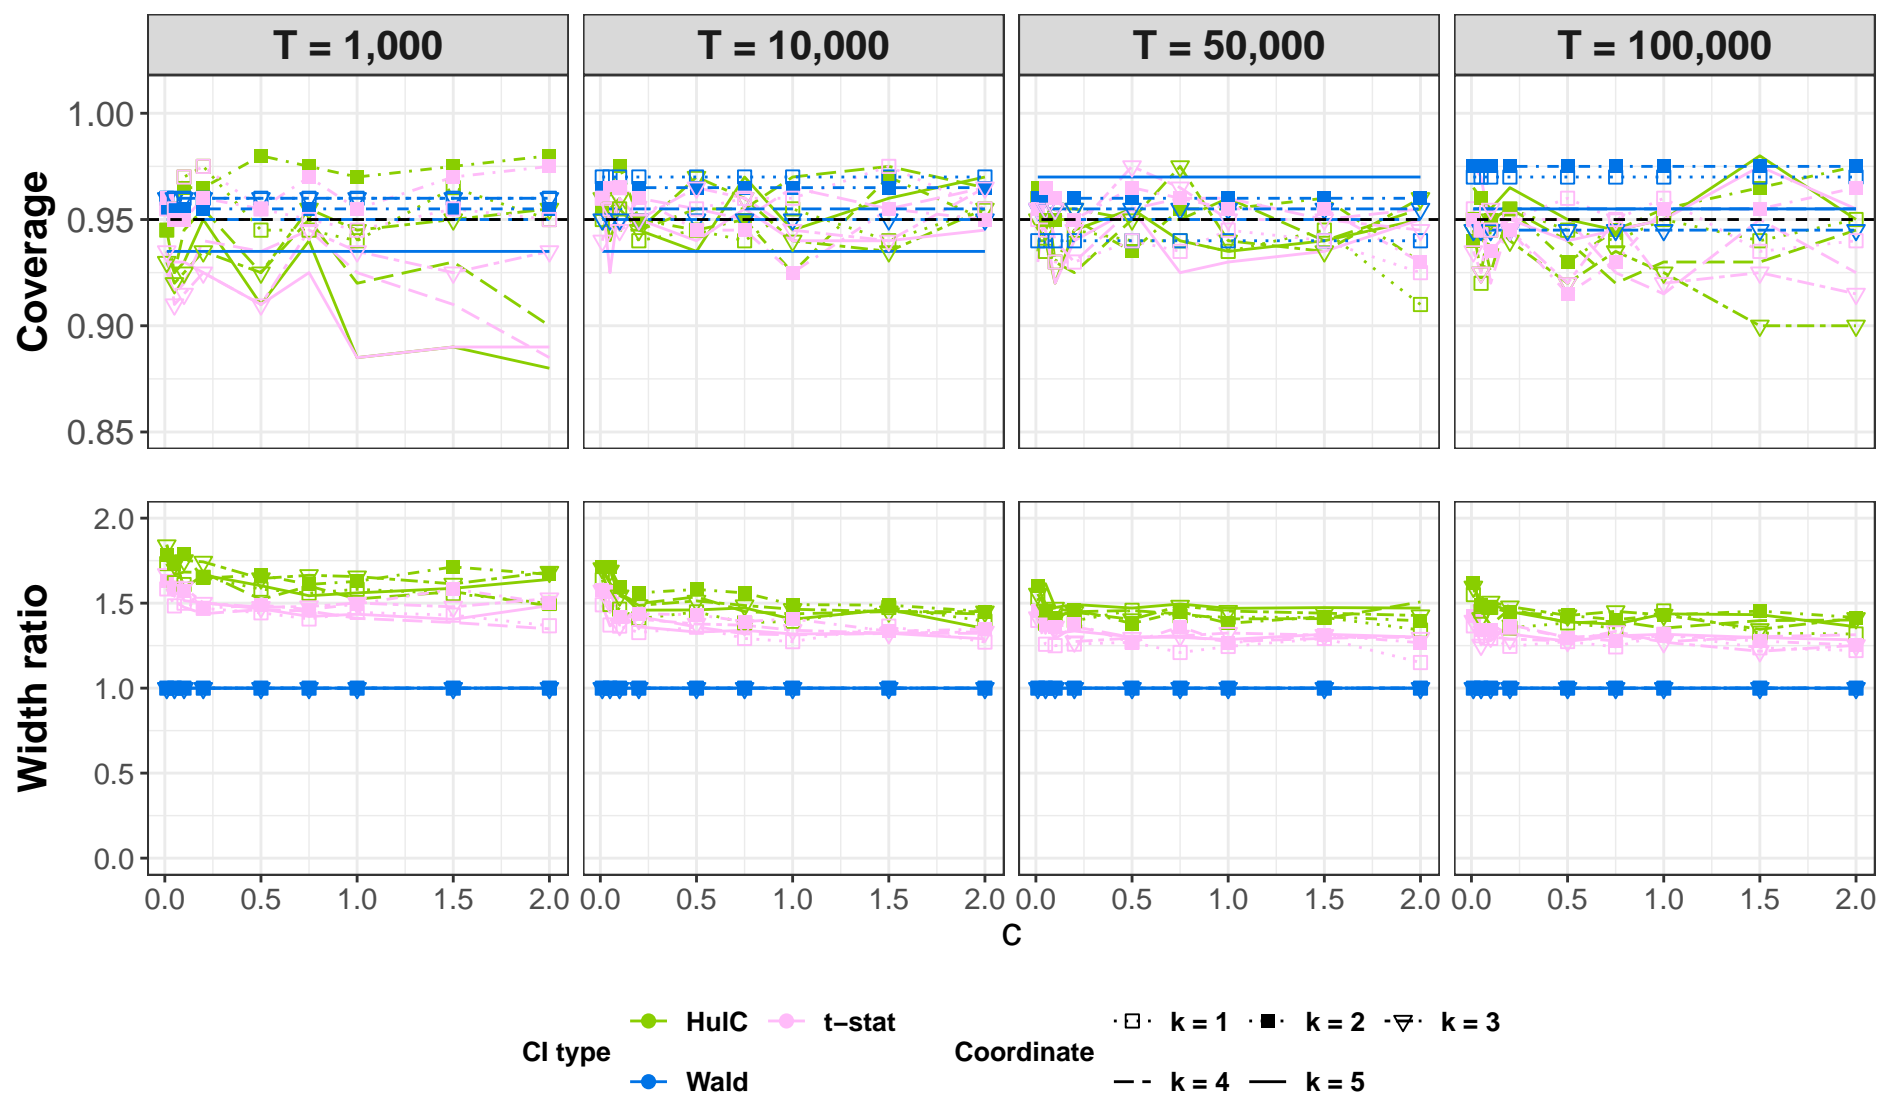 T = 1,000 T = 10,000 T = 50,000 T = 100,000
Coverage
1.00
0.95
0.90
0.85
Width ratio
2.0
1.5
1.0
0.5
0.0
0.0 0.5 1.0 1.5 2.0 0.0 0.5 1.0 1.5 2.0 0.0 0.5 1.0 1.5 2.0 0.0 0.5 1.0 1.5 2.0
c
CI type
HulC t−stat
Wald
Coordinate
k = 1 k = 2 k = 3
k = 4 k = 5